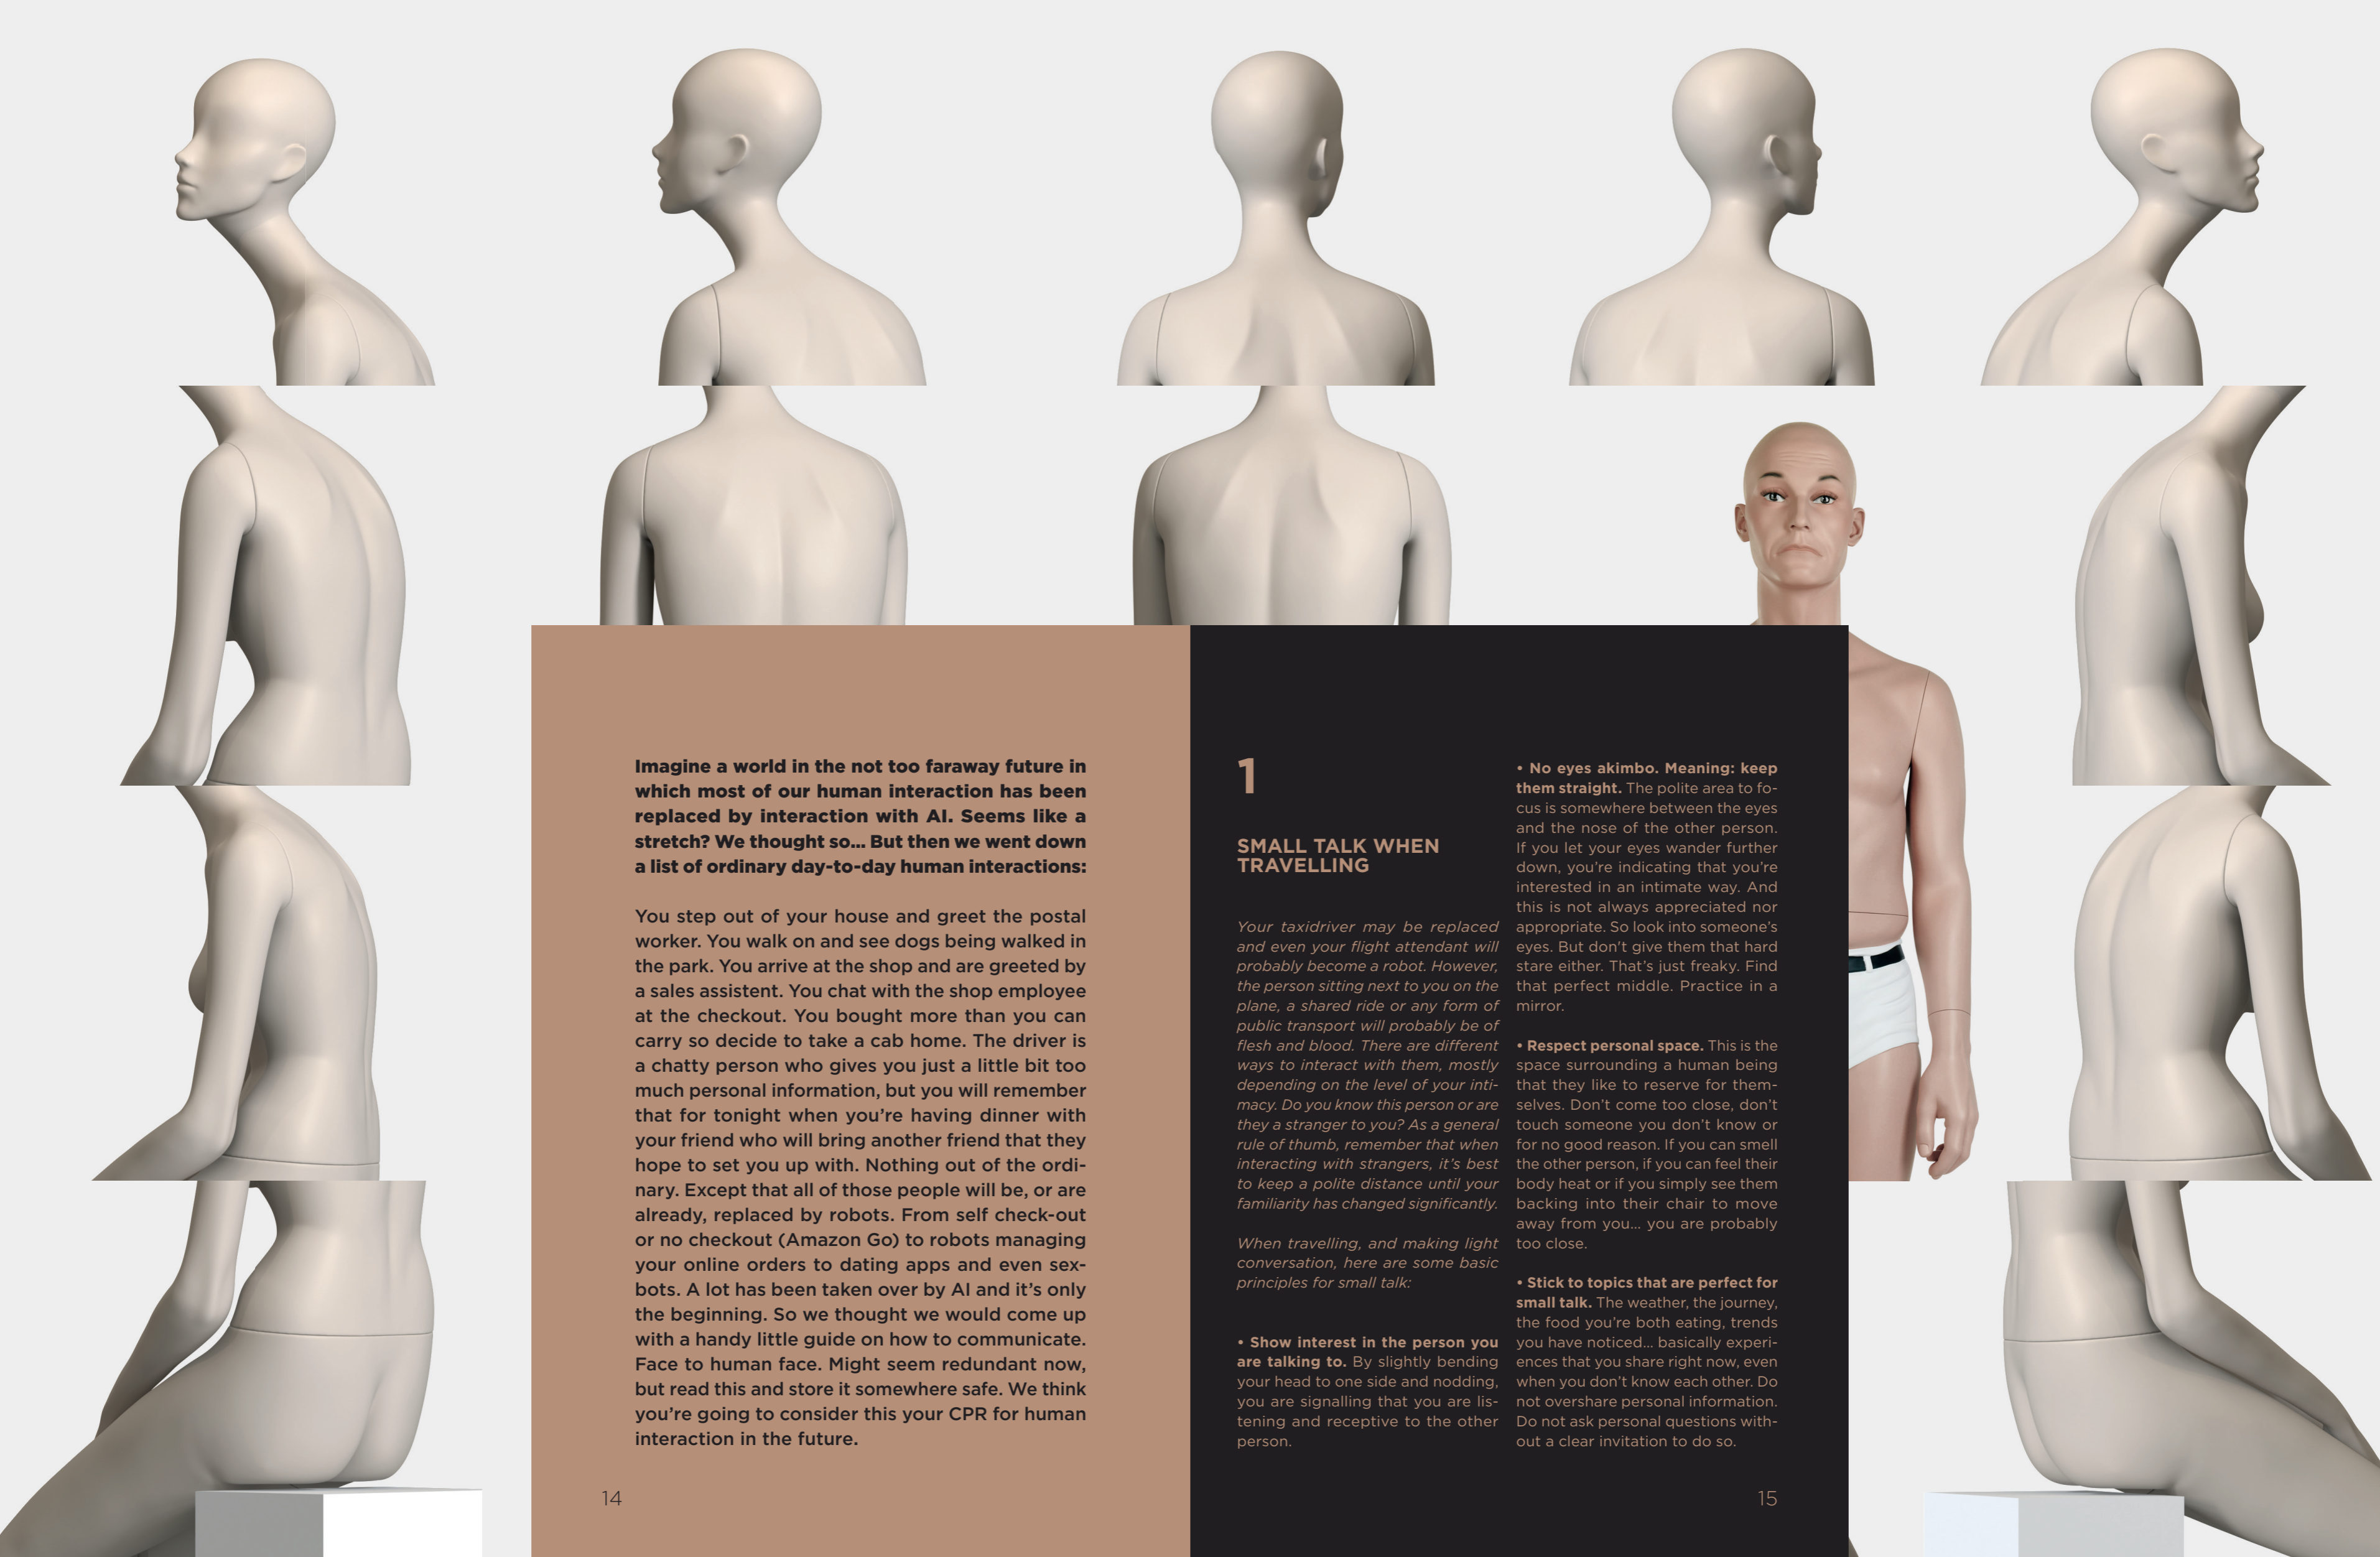 Imagine a world in the not too faraway future in
which most of our human interaction has been
replaced by interaction with AI. Seems like a
stretch? We thought so... But then we went down
a list of ordinary day-to-day human interactions:
You step out of your house and greet the postal
worker. You walk on and see dogs being walked in
the park. You arrive at the shop and are greeted by
a sales assistent. You chat with the shop employee
at the checkout. You bought more than you can
carry so decide to take a cab home. The driver is
a chatty person who gives you just a little bit too
much personal information, but you will remember
that for tonight when you’re having dinner with
your friend who will bring another friend that they
hope to set you up with. Nothing out of the ordi-
nary. Except that all of those people will be, or are
already, replaced by robots. From self check-out
or no checkout (Amazon Go) to robots managing
your online orders to dating apps and even sex-
bots. A lot has been taken over by AI and it’s only
the beginning. So we thought we would come up
with a handy little guide on how to communicate.
Face to human face. Might seem redundant now,
but read this and store it somewhere safe. We think
you’re going to consider this your CPR for human
interaction in the future.
14
1
SMALL TALK WHEN
TRAVELLING
Your taxidriver may be replaced
and even your flight attendant will
probably become a robot. However,
the person sitting next to you on the
plane, a shared ride or any form of
public transport will probably be of
flesh and blood. There are different
ways to interact with them, mostly
depending on the level of your inti-
macy. Do you know this person or are
they a stranger to you? As a general
rule of thumb, remember that when
interacting with strangers, it’s best
to keep a polite distance until your
familiarity has changed significantly.
When travelling, and making light
conversation, here are some basic
principles for small talk:
• Show interest in the person you
are talking to. By slightly bending
your head to one side and nodding,
you are signalling that you are lis-
tening and receptive to the other
person.
• No eyes akimbo. Meaning: keep
them straight. The polite area to fo-
cus is somewhere between the eyes
and the nose of the other person.
If you let your eyes wander further
down, you’re indicating that you’re
interested in an intimate way. And
this is not always appreciated nor
appropriate. So look into someone’s
eyes. But don't give them that hard
stare either. That’s just freaky. Find
that perfect middle. Practice in a
mirror.
• Respect personal space. This is the
space surrounding a human being
that they like to reserve for them-
selves. Don’t come too close, don’t
touch someone you don’t know or
for no good reason. If you can smell
the other person, if you can feel their
body heat or if you simply see them
backing into their chair to move
away from you... you are probably
too close.
• Stick to topics that are perfect for
small talk. The weather, the journey,
the food you’re both eating, trends
you have noticed... basically experi-
ences that you share right now, even
when you don’t know each other. Do
not overshare personal information.
Do not ask personal questions with-
out a clear invitation to do so.
15